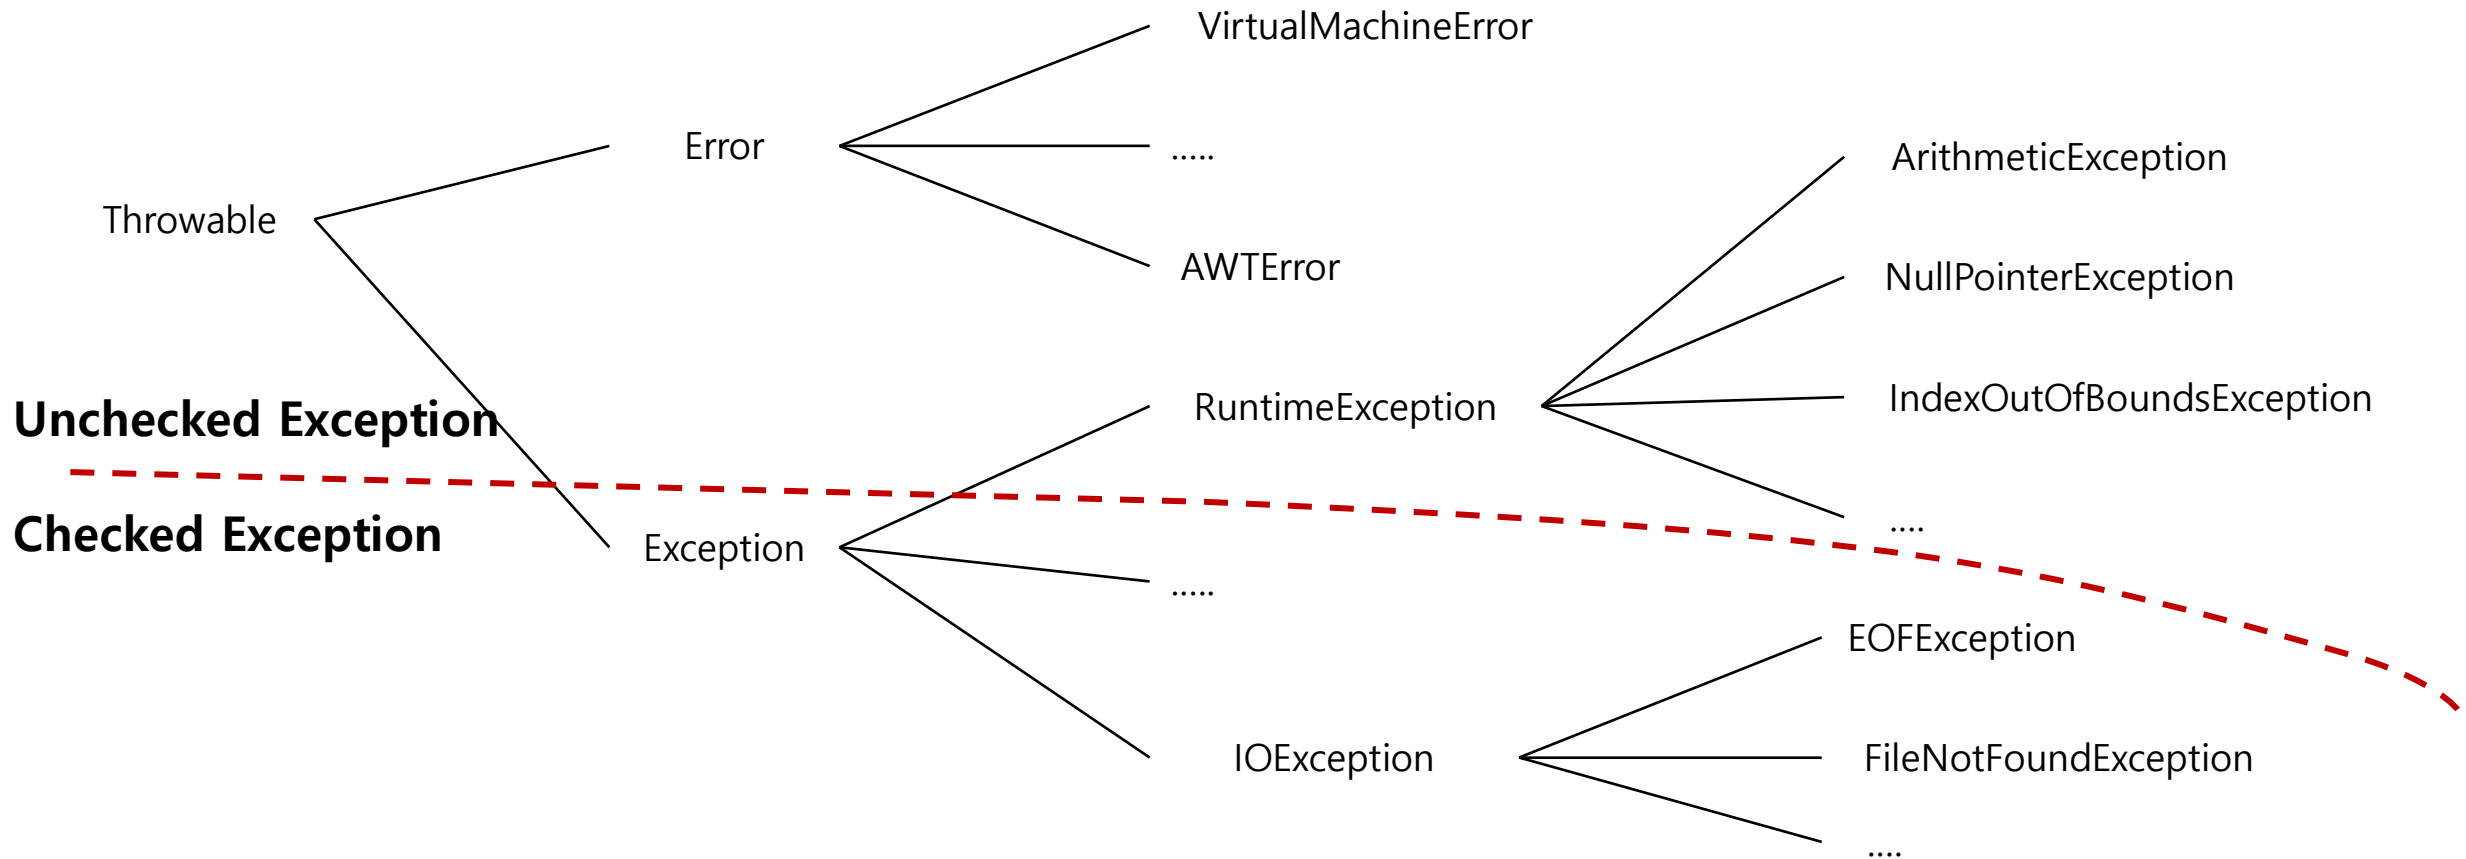 VirtualMachineError
Error
.....
ArithmeticException
Throwable
AWTError
NullPointerException
Unchecked Exception
RuntimeException
IndexOutOfBoundsException
Checked Exception
Exception
....
.....
EOFException
IOException
FileNotFoundException
....